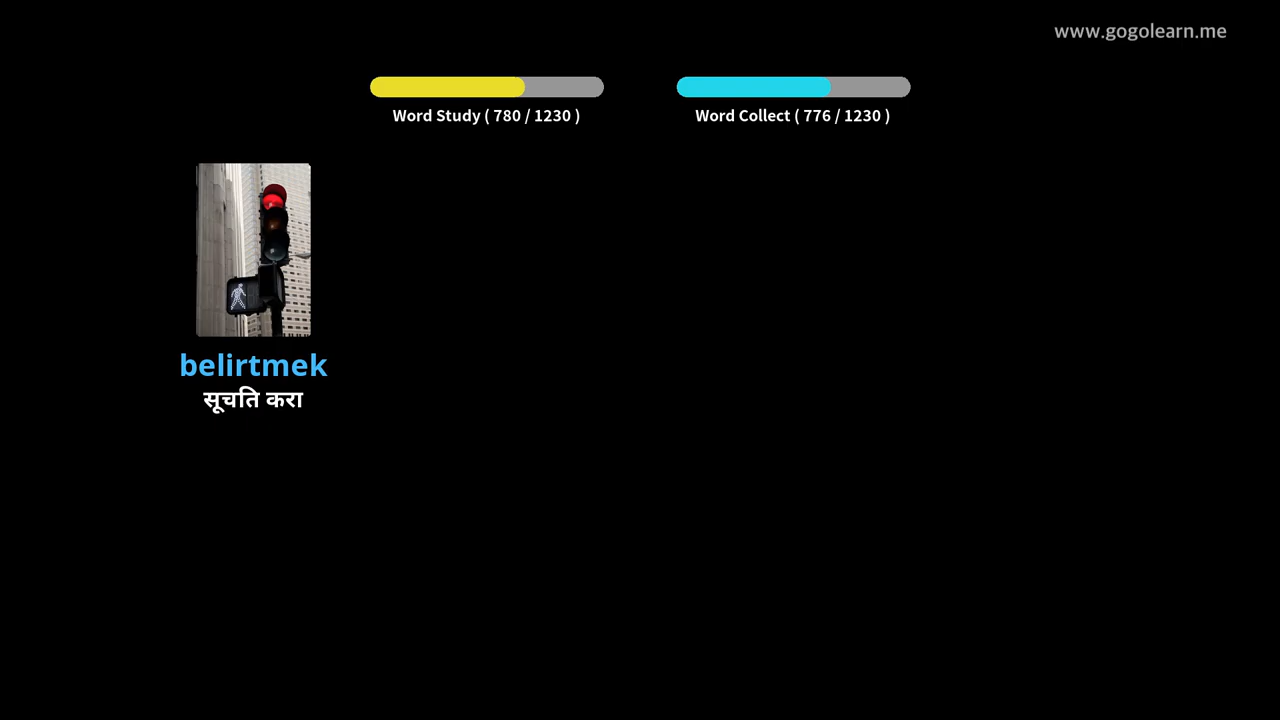 www.gogolearn.me
Word Study ( 780 / 1230 )
Word Collect ( 776 / 1230 )
belirtmek
सूचति करा